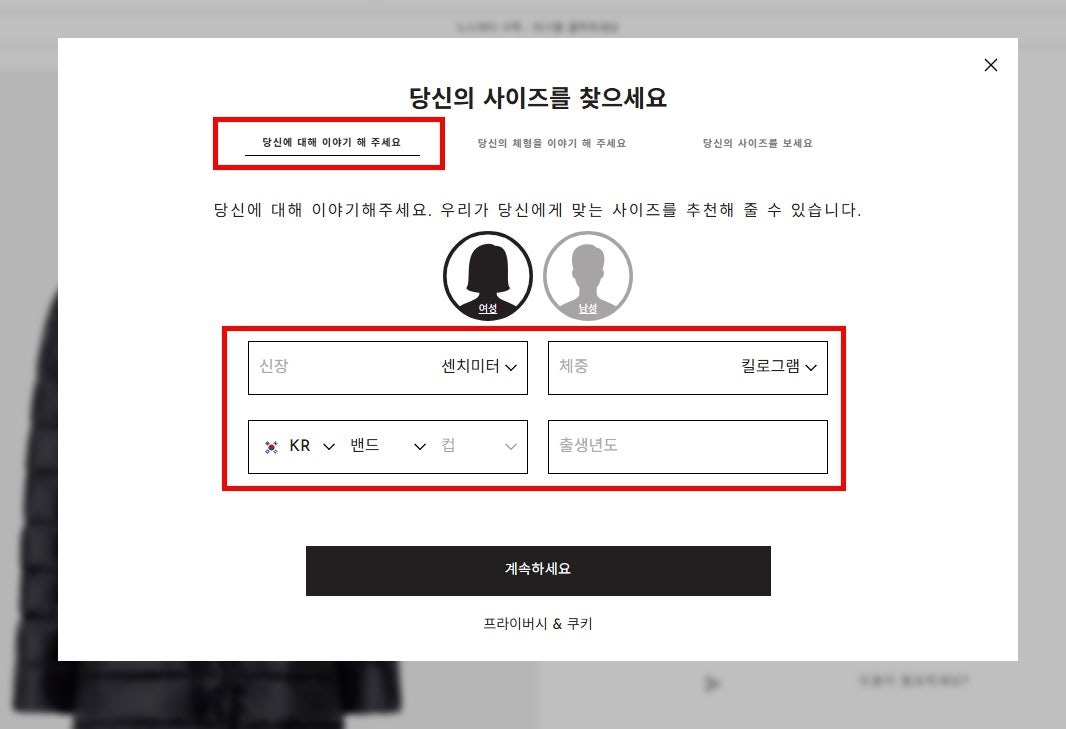 당신의 사이즈를 찾으세요
당신에 대해 이야기 해 주세요
당신의 체형을 이야기 해 주세요
당신의 사이즈를 보세요
당신에 대해 이야기해주세요. 우리가 당신에게 맞는 사이즈를 추천해 줄 수 있습니다.
여성
남성
신장 센치미터
체중 킬로그램
KR 밴드 컵
출생년도
계속하세요
프라이버시 & 쿠키